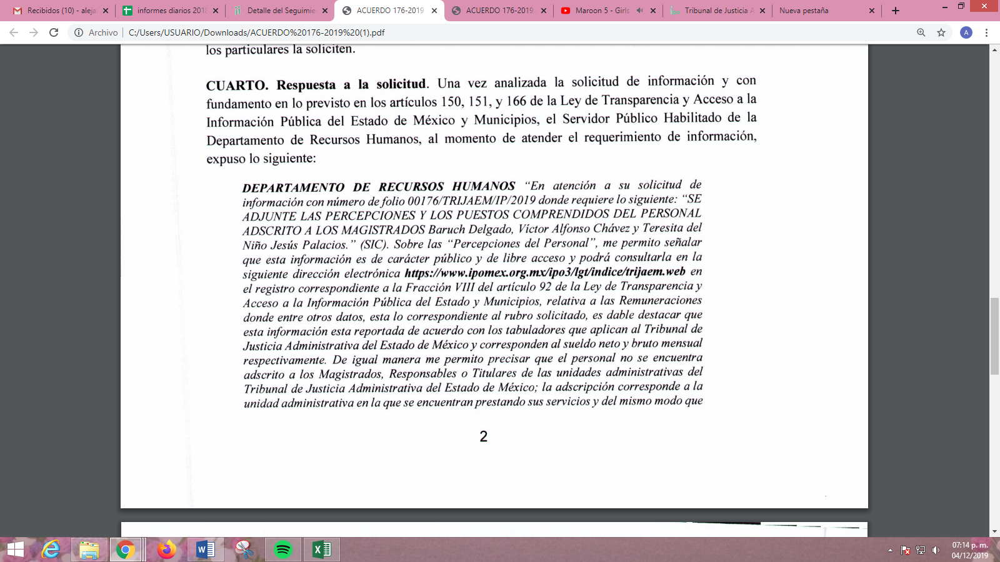 Recibidos (10) - aleja
informes diarios 2018
Detalle del Seguimie
ACUERDO 176-2019
ACUERDO 176-2019
Maroon 5 - Girls
Tribunal de Justicia A
Nueva pestaña
Archivo
C:/Users/USUARIO/Downloads/ACUERDO%20176-2019%20(1).pdf
A
los particulares la soliciten.
CUARTO. Respuesta a la solicitud. Una vez analizada la solicitud de información y con
fundamento en lo previsto en los artículos 150, 151, y 166 de la Ley de Transparencia y Acceso a la
Información Pública del Estado de México y Municipios, el Servidor Público Habilitado de la
Departamento de Recursos Humanos, al momento de atender el requerimiento de información,
expuso lo siguiente:
DEPARTAMENTO DE RECURSOS HUMANOS “En atención a su solicitud de
información con número de folio 00176/TRIJAEM/IP/2019 donde requiere lo siguiente: “SE
ADJUNTE LAS PERCEPCIONES Y LOS PUESTOS COMPRENDIDOS DEL PERSONAL
ADSCRITO A LOS MAGISTRADOS Baruch Delgado, Víctor Alfonso Chávez y Teresita del
Niño Jesús Palacios.” (SIC). Sobre las “Percepciones del Personal”, me permito señalar
que esta información es de carácter público y de libre acceso y podrá consultarla en la
siguiente dirección electrónica https://www.ipomex.org.mx/ipo3/lgt/indice/trijaem.web en
el registro correspondiente a la Fracción VIII del artículo 92 de la Ley de Transparencia y
Acceso a la Información Pública del Estado y Municipios, relativa a las Remuneraciones
donde entre otros datos, esta lo correspondiente al rubro solicitado, es dable destacar que
esta información esta reportada de acuerdo con los tabuladores que aplican al Tribunal de
Justicia Administrativa del Estado de México y corresponden al sueldo neto y bruto mensual
respectivamente. De igual manera me permito precisar que el personal no se encuentra
adscrito a los Magistrados, Responsables o Titulares de las unidades administrativas del
Tribunal de Justicia Administrativa del Estado de México; la adscripción corresponde a la
unidad administrativa en la que se encuentran prestando sus servicios y del mismo modo que
2
07:14 p. m.
04/12/2019